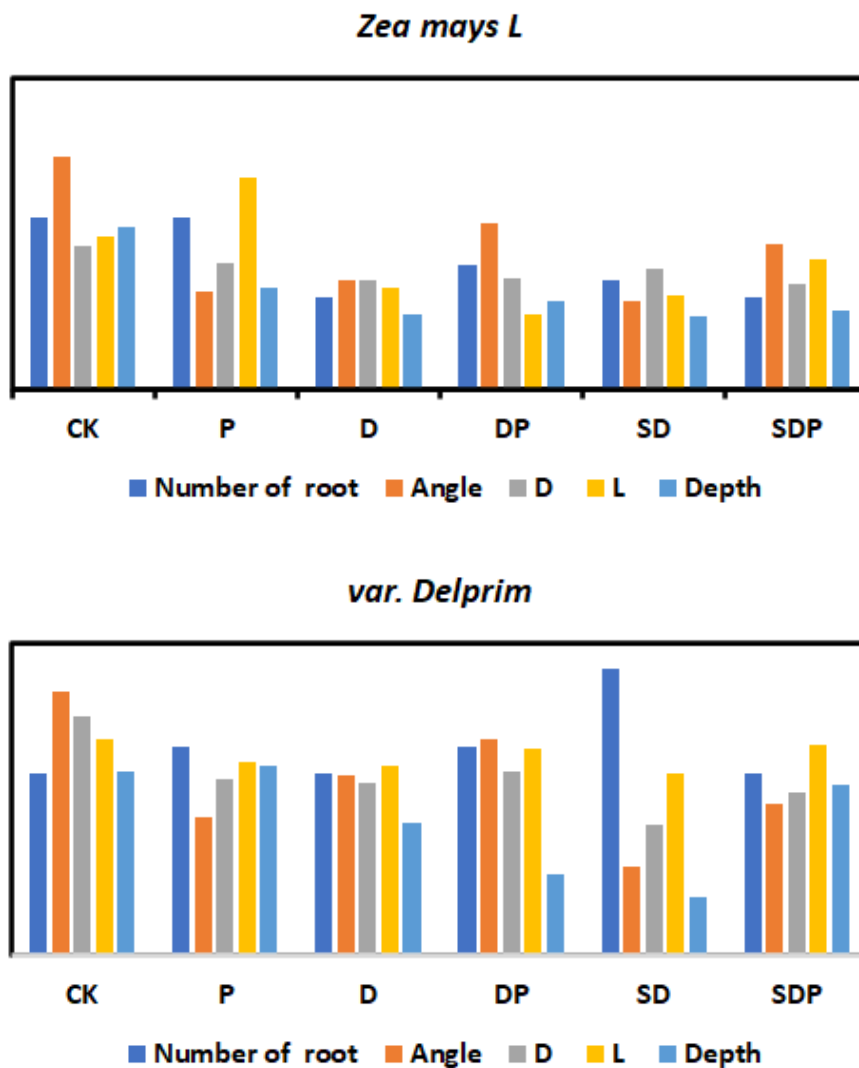 Zea mays L
CK P D DP SD SDP
Number of root Angle D L Depth
var. Delprim
CK P D DP SD SDP
Number of root Angle D L Depth